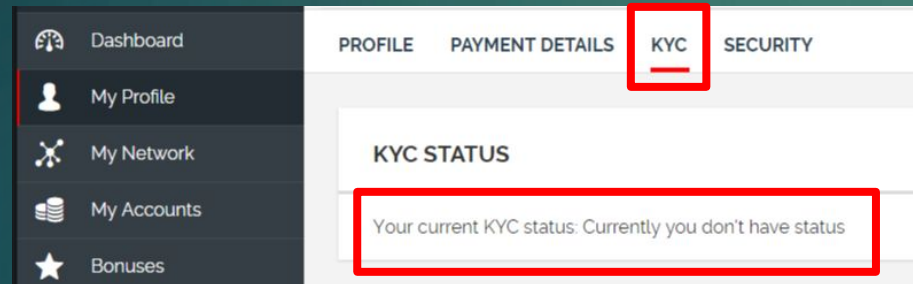 Dashboard
My Profile
My Network
My Accounts
Bonuses
PROFILE PAYMENT DETAILS KYC SECURITY
KYC STATUS
Your current KYC status: Currently you don't have status